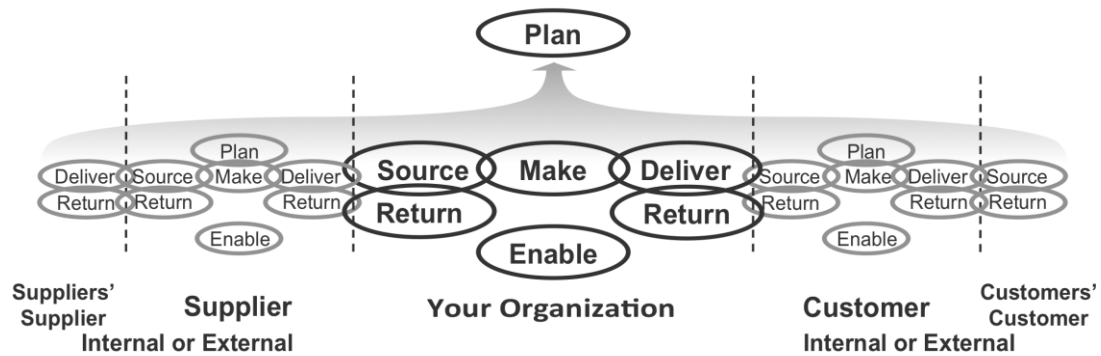 Plan
Plan
Plan
Deliver Source Make Deliver Source Make Deliver Source Make Deliver Source
Return Return Return Return Return Return Return Return
Enable Enable Enable
Suppliers’ Supplier Your Organization Customer Customers’
Supplier Customer
Internal or External Internal or External